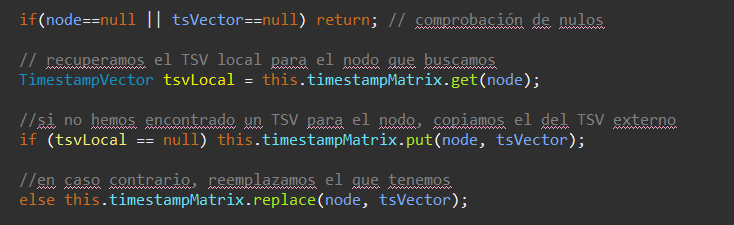 if(node==null || tsVector==null) return; // comprobación de nulos
// recuperamos el TSV local para el nodo que buscamos
TimestampVector tsvLocal = this.timestampMatrix.get(node);
//si no hemos encontrado un TSV para el nodo, copiamos el del TSV externo
if (tsvLocal == null) this.timestampMatrix.put(node, tsVector);
//en caso contrario, reemplazamos el que tenemos
else this.timestampMatrix.replace(node, tsVector);